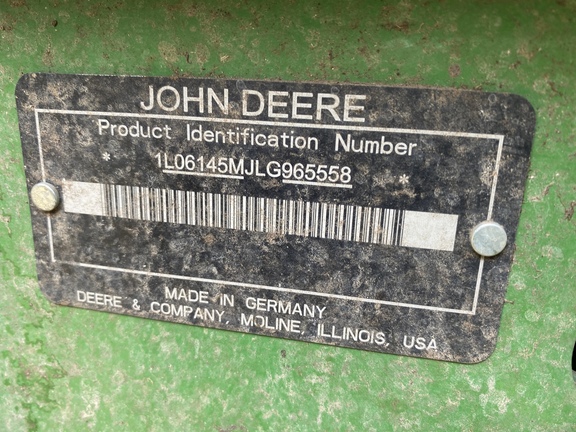 JOHN DEERE
Product Identification Number
* 1L06145MJLG965558 *
MADE IN GERMANY
DEERE & COMPANY, MOLINE, ILLINOIS, USA